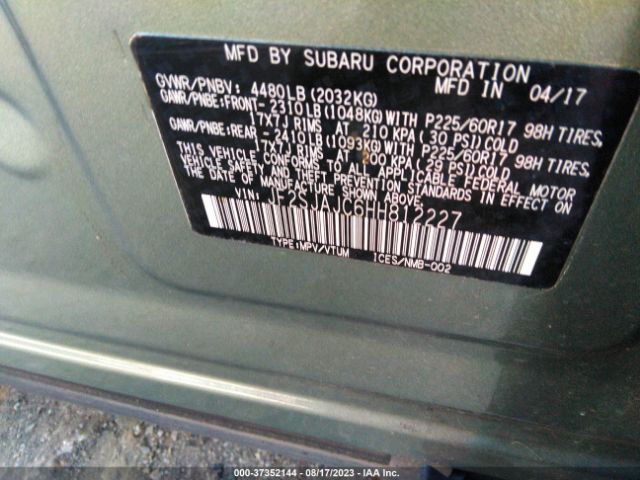 MFD BY SUBARU CORPORATION
MFD IN 04/17
GVWR/PNBV: 4480LB(2032KG)
GAWR/PNBE:FRONT-2310LB(1048KG)WITH P225/60R17 98H TIRES,
17X7J RIMS AT 210 KPA(30 PSI)COLD
GAWR/PNBE:REAR -2410LB(1093KG)WITH P225/60R17 98H TIRES,
17X7J RIMS AT 200 KPA(29 PSI)COLD
THIS VEHICLE CONFORMS TO ALL APPLICABLE FEDERAL MOTOR
VEHICLE SAFETY AND THEFT PREVENTION STANDARDS IN EFFECT ON
THE DATE OF MANUFACTURE SHOWN ABOVE.
VIN: JF2SJAJC6HH812227
TYPE:MPV/VTUM ICES/NMB-002
000-37352144 - 08/17/2023 - IAA Inc.